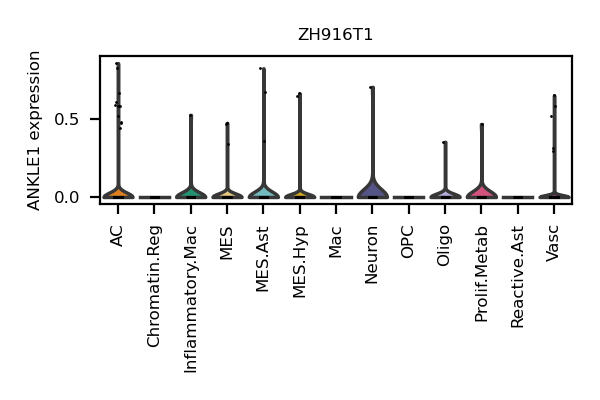 ZH916T1
ANKLE1 expression
0.5
0.0
AC
Chromatin.Reg
Inflammatory.Mac
MES
MES.Ast
MES.Hyp
Mac
Neuron
OPC
Oligo
Prolif.Metab
Reactive.Ast
Vasc